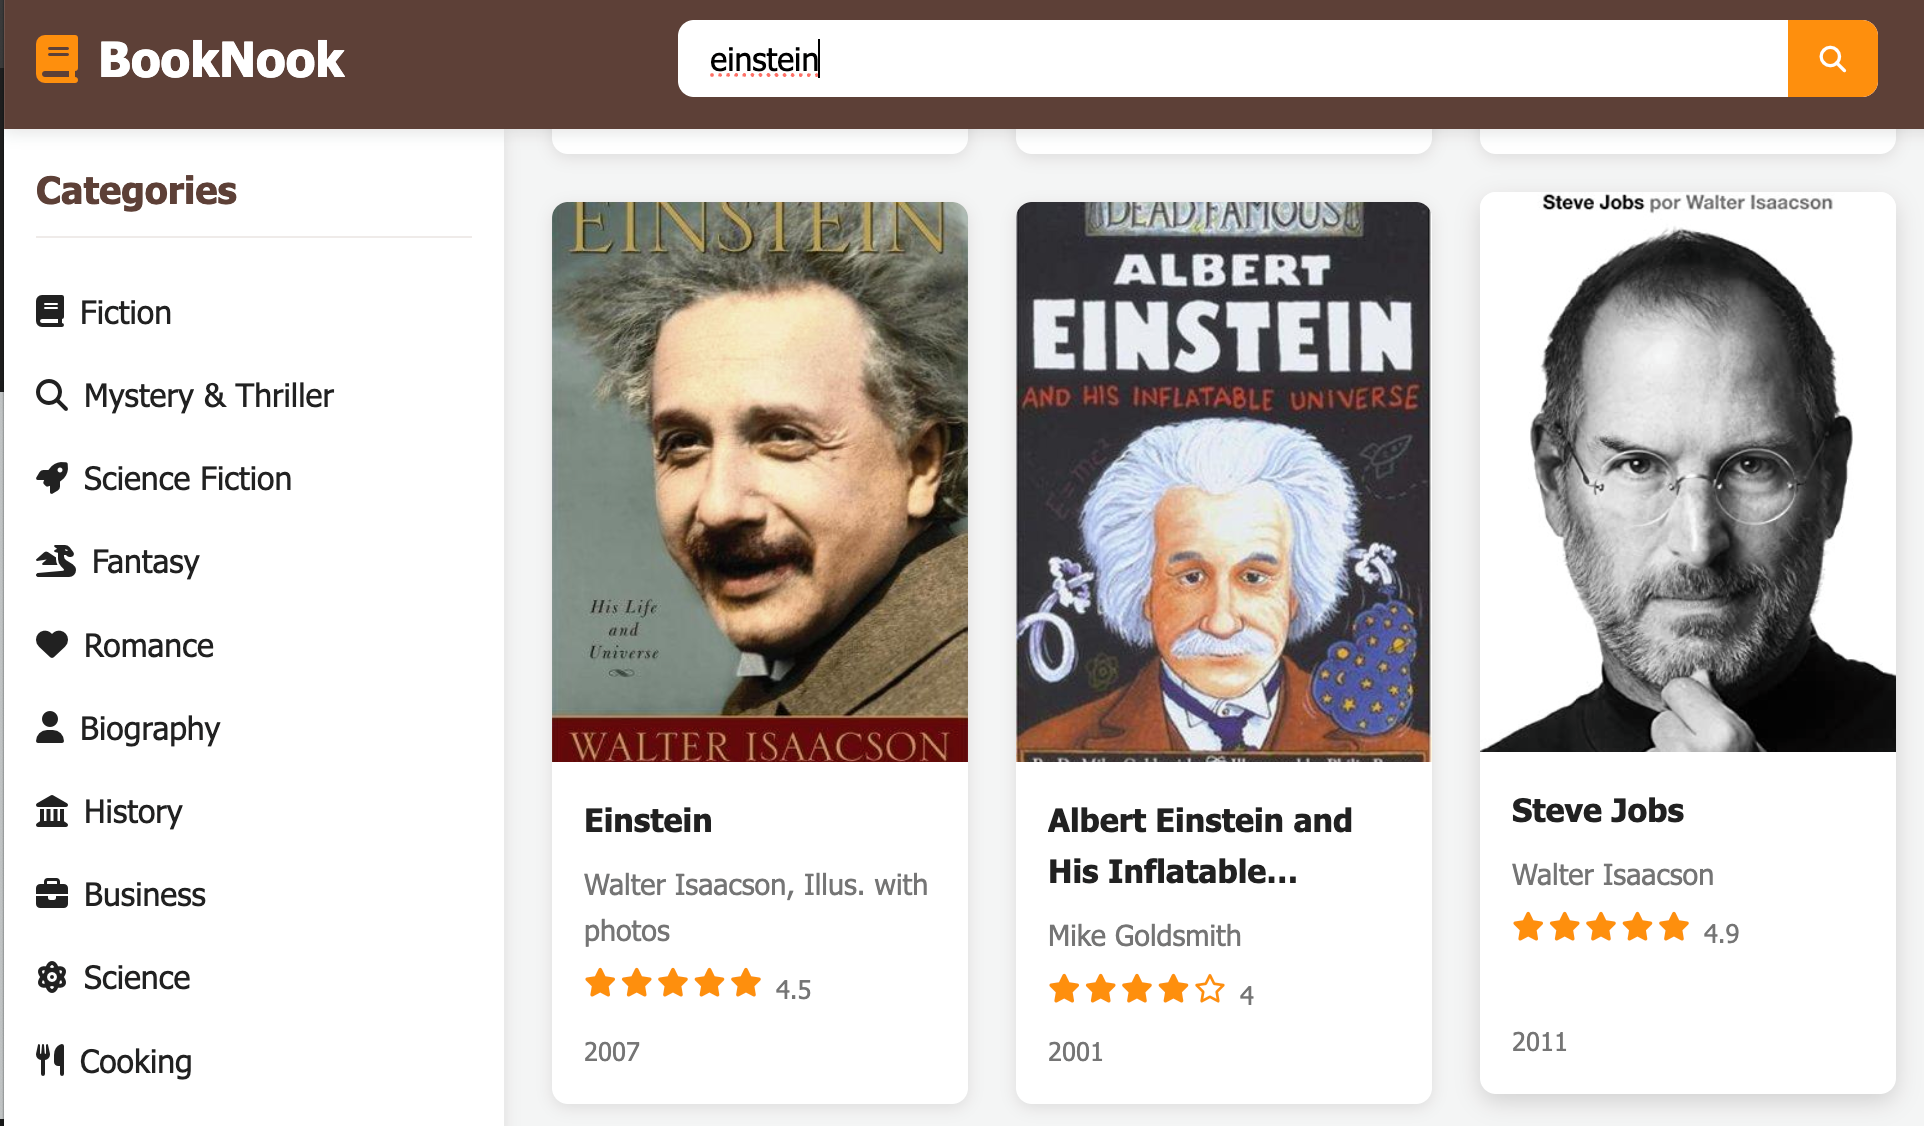 BookNook
einstein
Categories
Fiction
Mystery & Thriller
Science Fiction
Fantasy
Romance
Biography
History
Business
Science
Cooking
EINSTEIN
His Life
and
Universe
WALTER ISAACSON
Einstein
Walter Isaacson, Illus. with
photos
4.5
2007
DEAD FAMOUS
ALBERT
EINSTEIN
AND HIS INFLATABLE UNIVERSE
E=mc²
Albert Einstein and
His Inflatable...
Mike Goldsmith
4
2001
Steve Jobs por Walter Isaacson
Steve Jobs
Walter Isaacson
4.9
2011